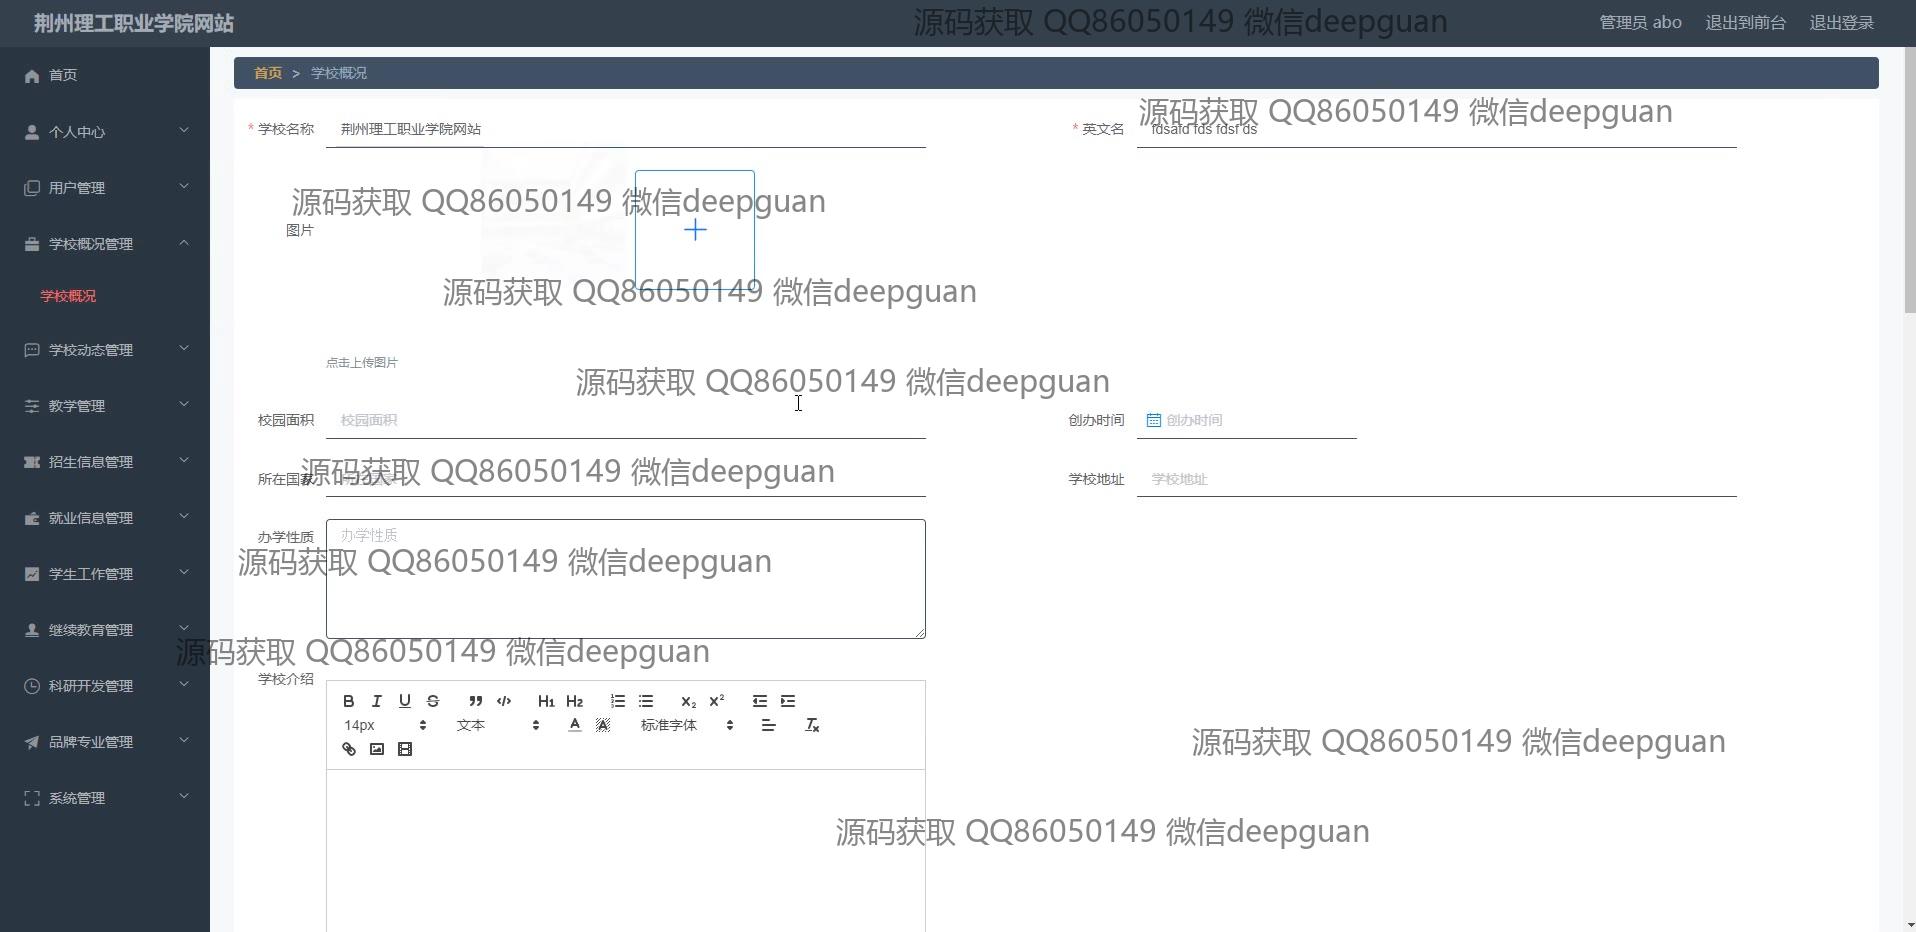 荆州理工职业学院网站
源码获取 QQ86050149 微信deepguan
管理员 abo 退出到前台 退出登录
首页
首页 > 学校概况
源码获取 QQ86050149 微信deepguan
* 学校名称 荆州理工职业学院网站
* 英文名 fdsafd fds fdsf ds
个人中心
用户管理
源码获取 QQ86050149 微信deepguan
图片
学校概况管理
学校概况
源码获取 QQ86050149 微信deepguan
学校动态管理
点击上传图片
源码获取 QQ86050149 微信deepguan
教学管理
校园面积 校园面积
创办时间 创办时间
招生信息管理
源码获取 QQ86050149 微信deepguan
所在国家 所在国家
学校地址 学校地址
就业信息管理
办学性质 办学性质
源码获取 QQ86050149 微信deepguan
学生工作管理
继续教育管理
源码获取 QQ86050149 微信deepguan
学校介绍
科研开发管理
B I U S H1 H2 X2 X2
14px 文本 A A 标准字体 Tx
品牌专业管理
源码获取 QQ86050149 微信deepguan
系统管理
源码获取 QQ86050149 微信deepguan